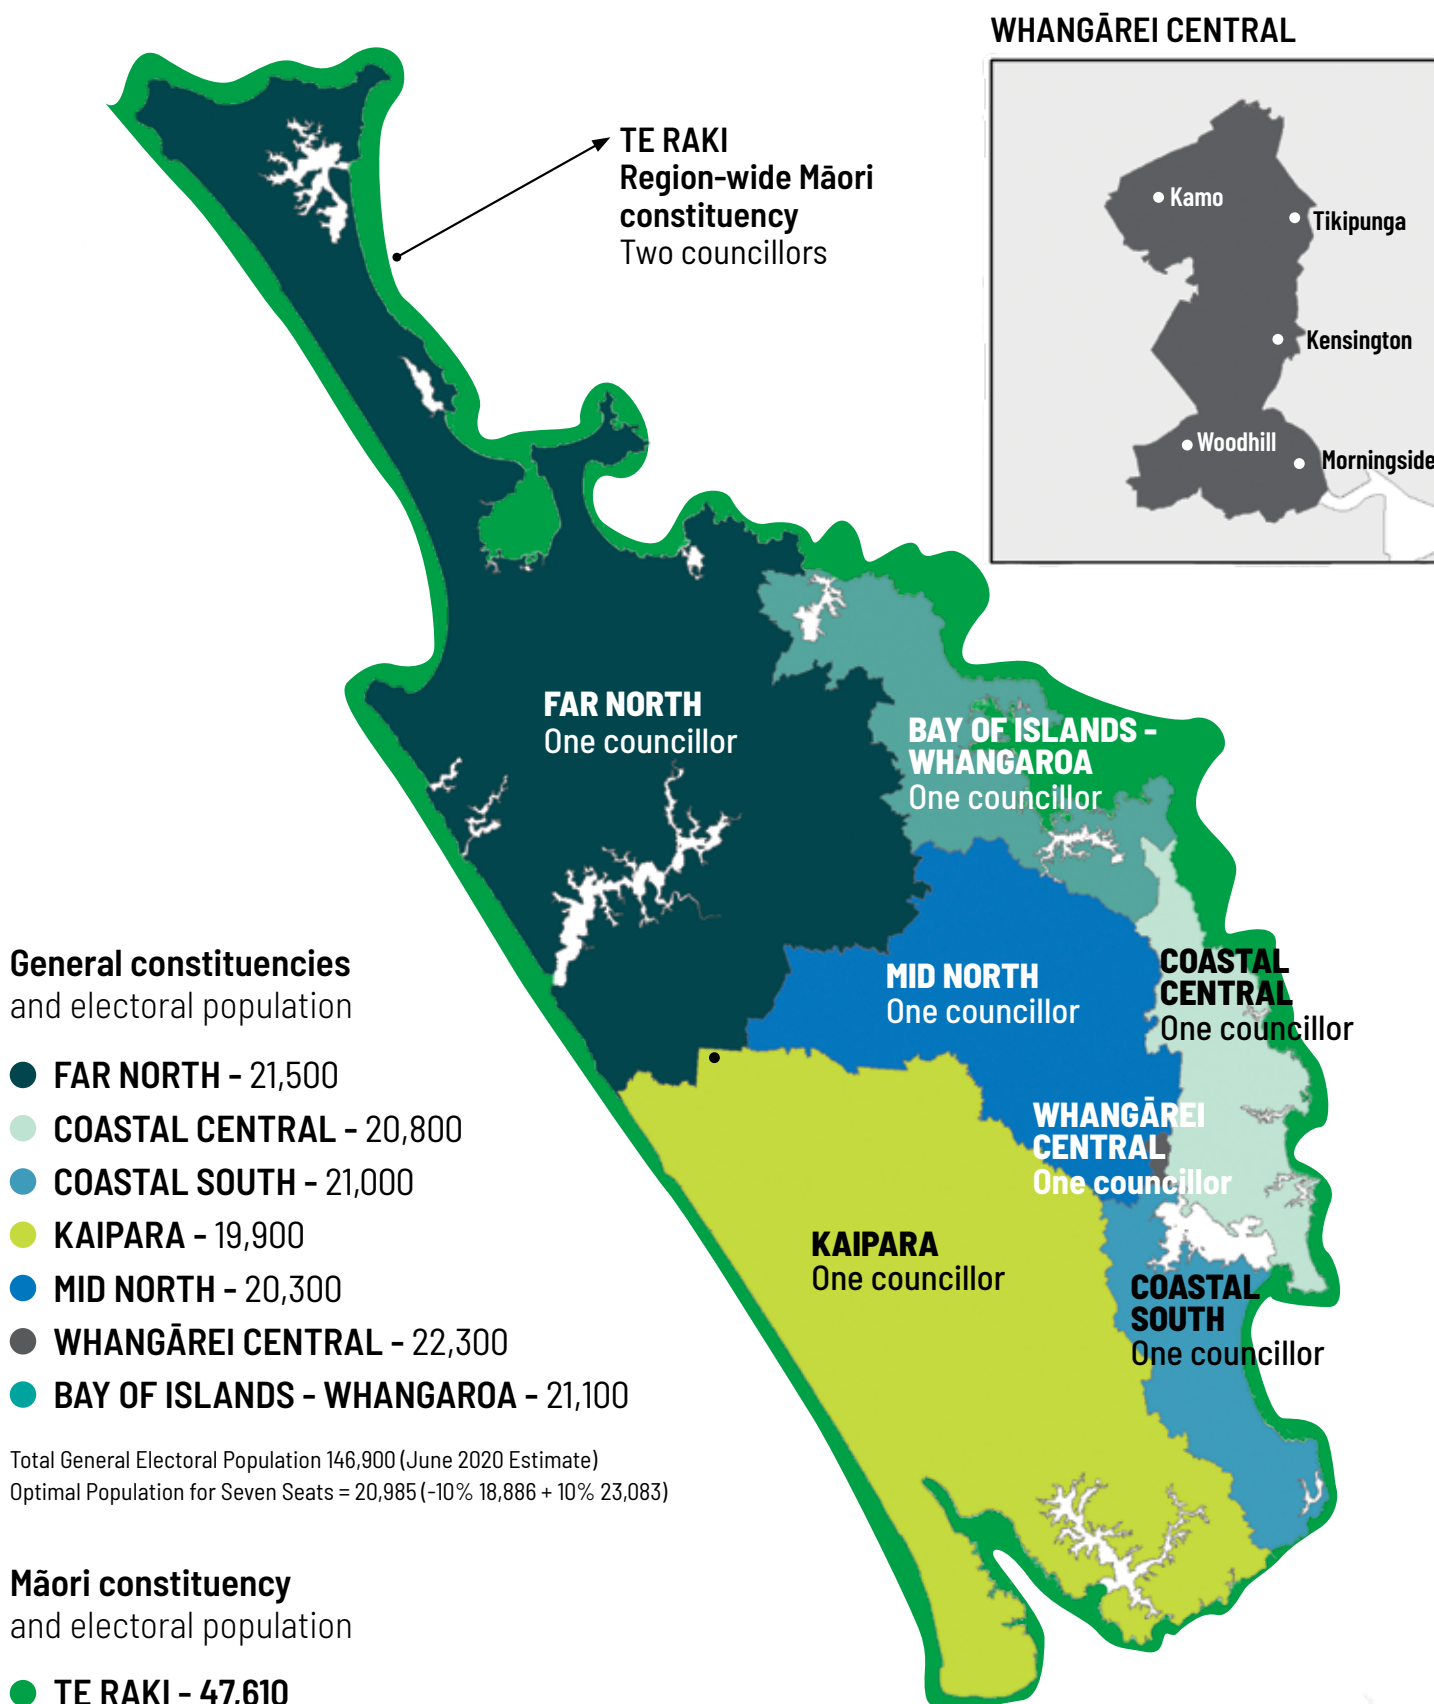 WHANGĀREI CENTRAL
Kamo
Tikipunga
Kensington
Woodhill
Morningside
TE RAKI
Region-wide Māori
constituency
Two councillors
FAR NORTH
One councillor
BAY OF ISLANDS -
WHANGAROA
One councillor
MID NORTH
One councillor
COASTAL
CENTRAL
One councillor
WHANGĀREI
CENTRAL
One councillor
KAIPARA
One councillor
COASTAL
SOUTH
One councillor
General constituencies
and electoral population
FAR NORTH - 21,500
COASTAL CENTRAL - 20,800
COASTAL SOUTH - 21,000
KAIPARA - 19,900
MID NORTH - 20,300
WHANGĀREI CENTRAL - 22,300
BAY OF ISLANDS - WHANGAROA - 21,100
Total General Electoral Population 146,900 (June 2020 Estimate)
Optimal Population for Seven Seats = 20,985 (-10% 18,886 + 10% 23,083)
Māori constituency
and electoral population
TE RAKI - 47,610